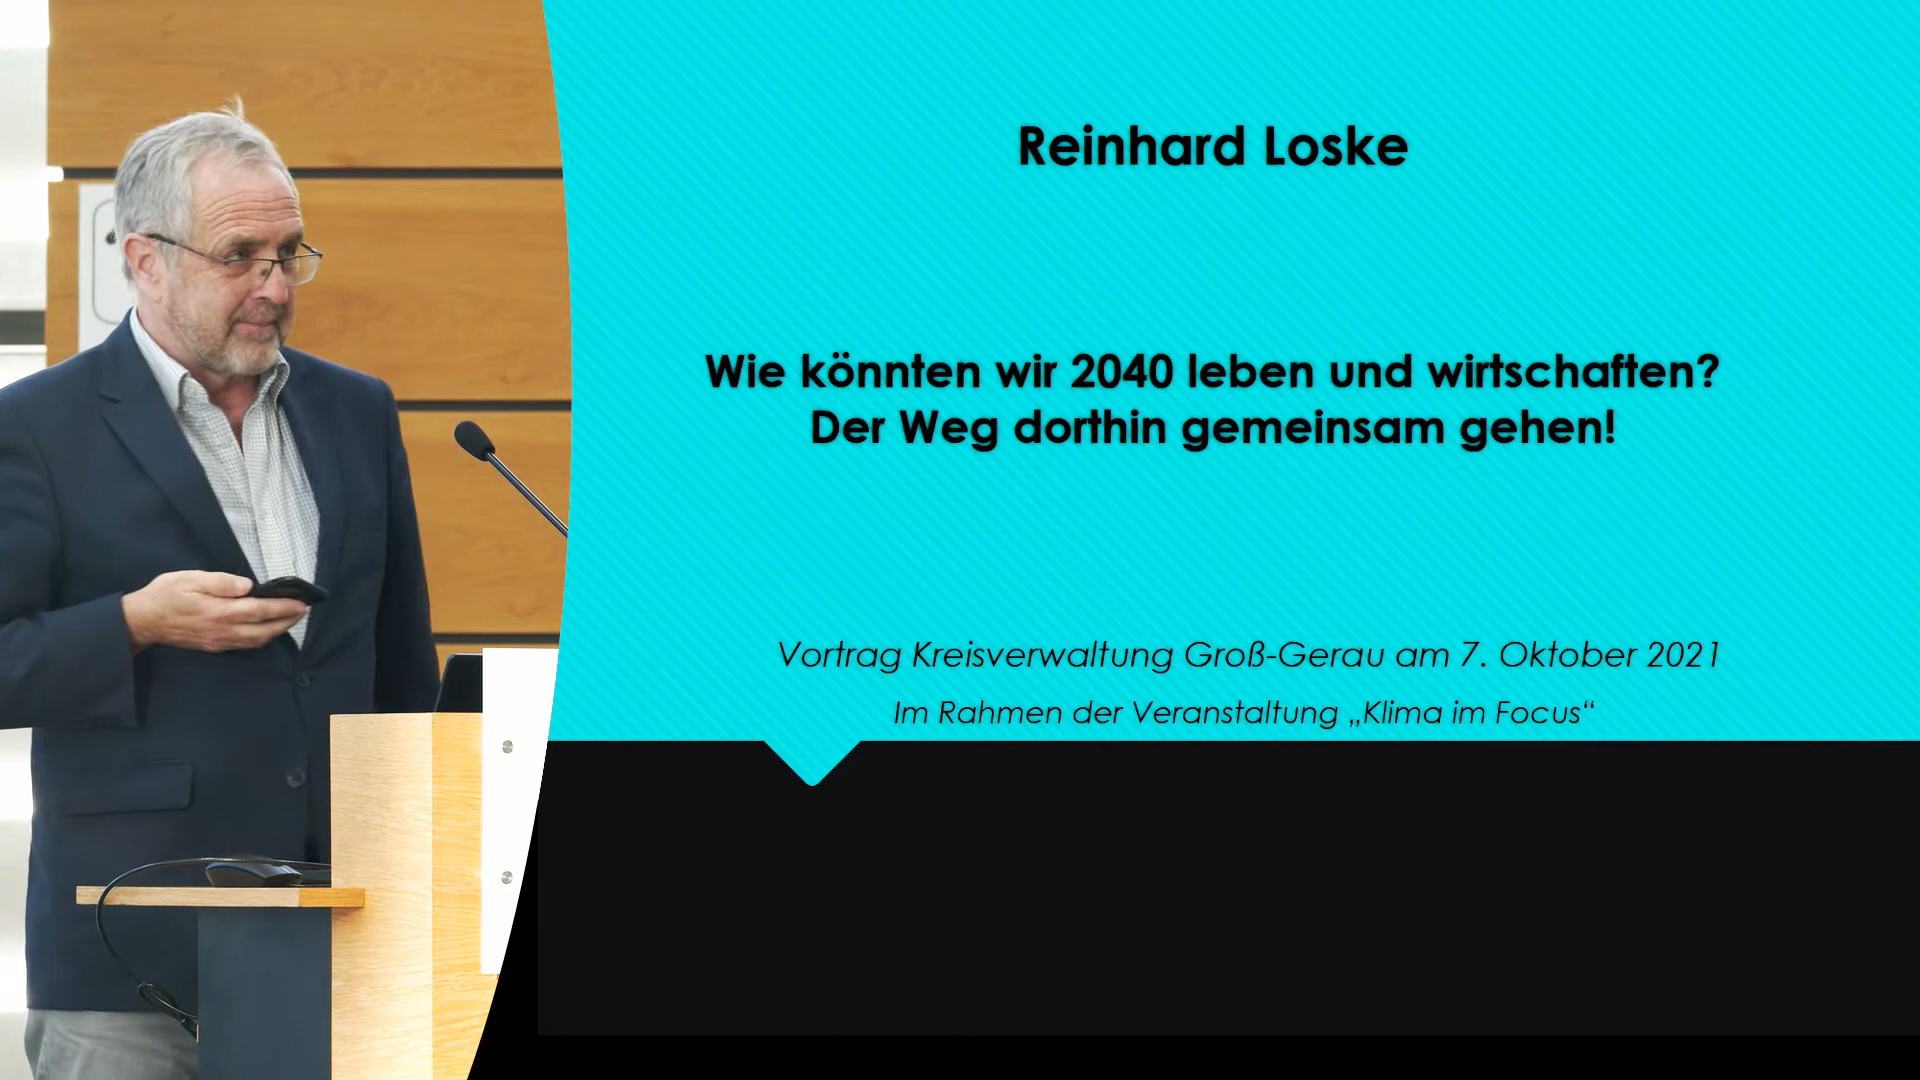 Reinhard Loske
Wie könnten wir 2040 leben und wirtschaften?
Der Weg dorthin gemeinsam gehen!
Vortrag Kreisverwaltung Groß-Gerau am 7. Oktober 2021
Im Rahmen der Veranstaltung „Klima im Focus“